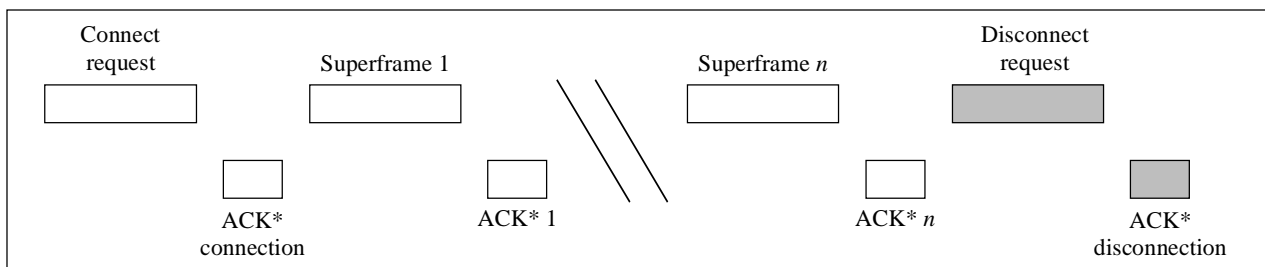 Connect
request
Superframe 1
Superframe n
Disconnect
request
ACK*
connection
ACK* 1
ACK* n
ACK*
disconnection